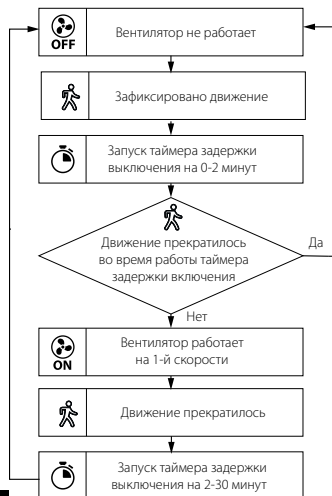 OFF
Вентилятор не работает
Зафиксировано движение
Запуск таймера задержки
выключения на 0-2 минут
Движение прекратилось
во время работы таймера
задержки включения
Да
Нет
ON
Вентилятор работает
на 1-й скорости
Движение прекратилось
Запуск таймера задержки
выключения на 2-30 минут